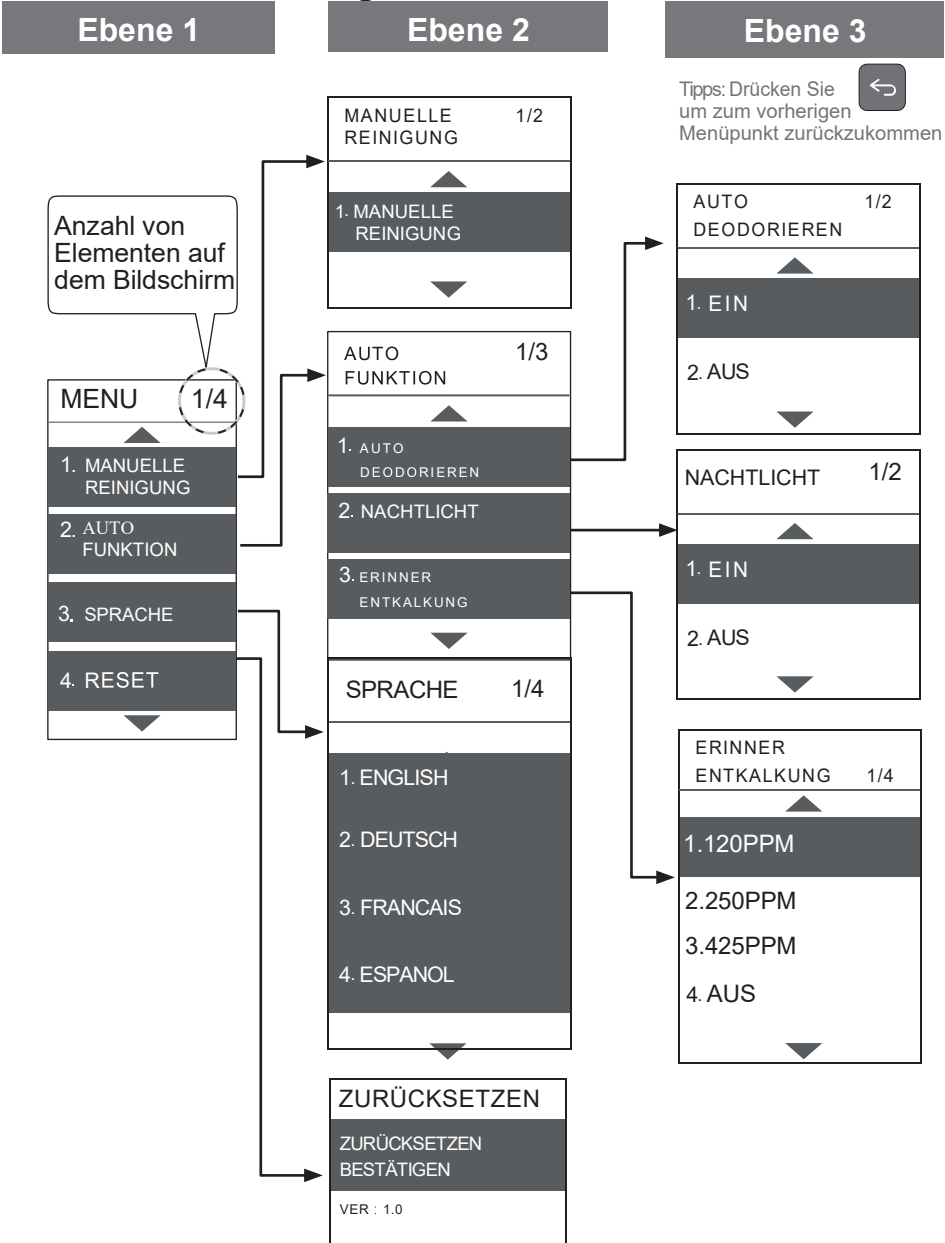 Ebene 1
Ebene 2
Ebene 3
Tipps: Drücken Sie
um zum vorherigen
Menüpunkt zurückzukommen
Anzahl von
Elementen auf
dem Bildschirm
MENU 1/4
1. MANUELLE
REINIGUNG
2. AUTO
FUNKTION
3. SPRACHE
4. RESET
MANUELLE 1/2
REINIGUNG
1. MANUELLE
REINIGUNG
AUTO 1/3
FUNKTION
1. AUTO
DEODORIEREN
2. NACHTLICHT
3. ERINNER
ENTKALKUNG
SPRACHE 1/4
1. ENGLISH
2. DEUTSCH
3. FRANCAIS
4. ESPANOL
ZURÜCKSETZEN
ZURÜCKSETZEN
BESTÄTIGEN
VER : 1.0
AUTO 1/2
DEODORIEREN
1. EIN
2. AUS
NACHTLICHT 1/2
1. EIN
2. AUS
ERINNER
ENTKALKUNG 1/4
1.120PPM
2.250PPM
3.425PPM
4. AUS